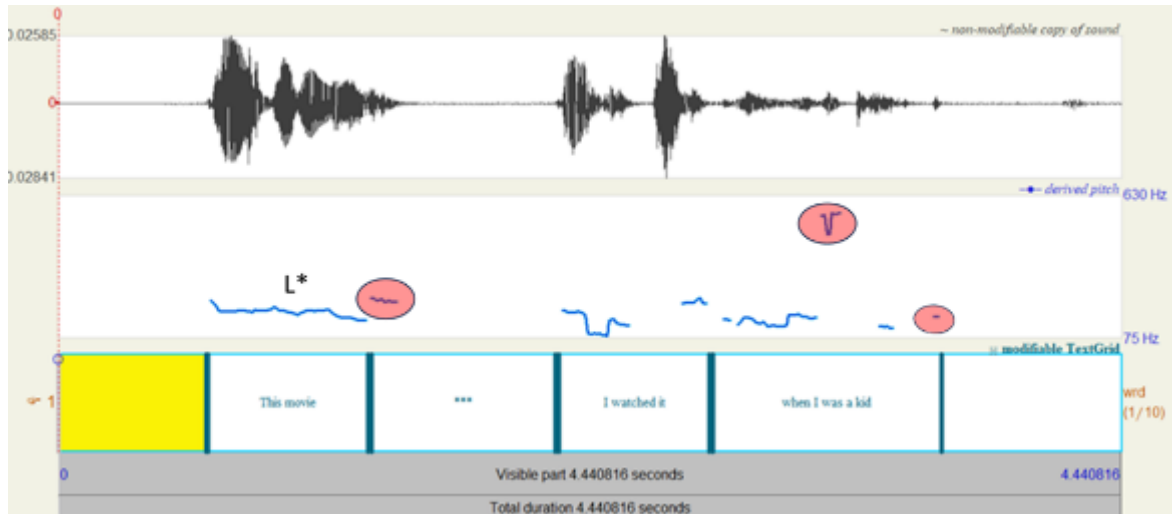 0
0.02585
~ non-modifiable copy of sound
0
0.02841
derived pitch
630 Hz
L*
75 Hz
modifiable TextGrid
1
This movie
***
I watched it
when I was a kid
wrd
(1/10)
0
Visible part 4.440816 seconds
4.440816
Total duration 4.440816 seconds